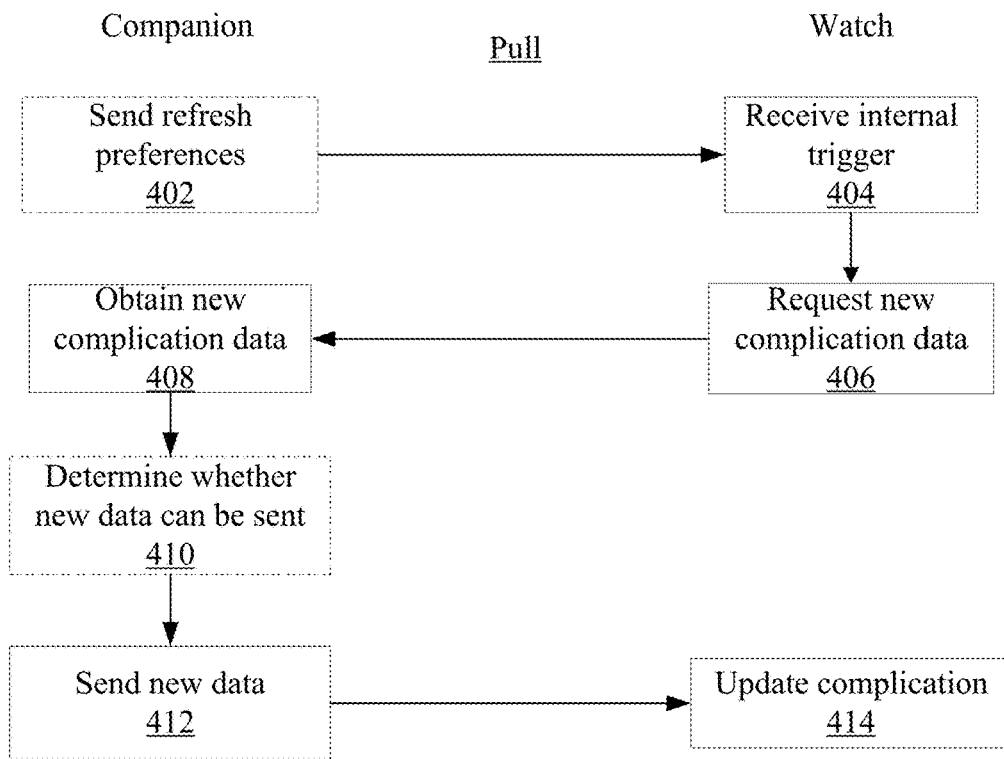 Companion
Pull
Watch
Send refresh
preferences
402
Receive internal
trigger
404
Obtain new
complication data
408
Request new
complication data
406
Determine whether
new data can be sent
410
Send new data
412
Update complication
414